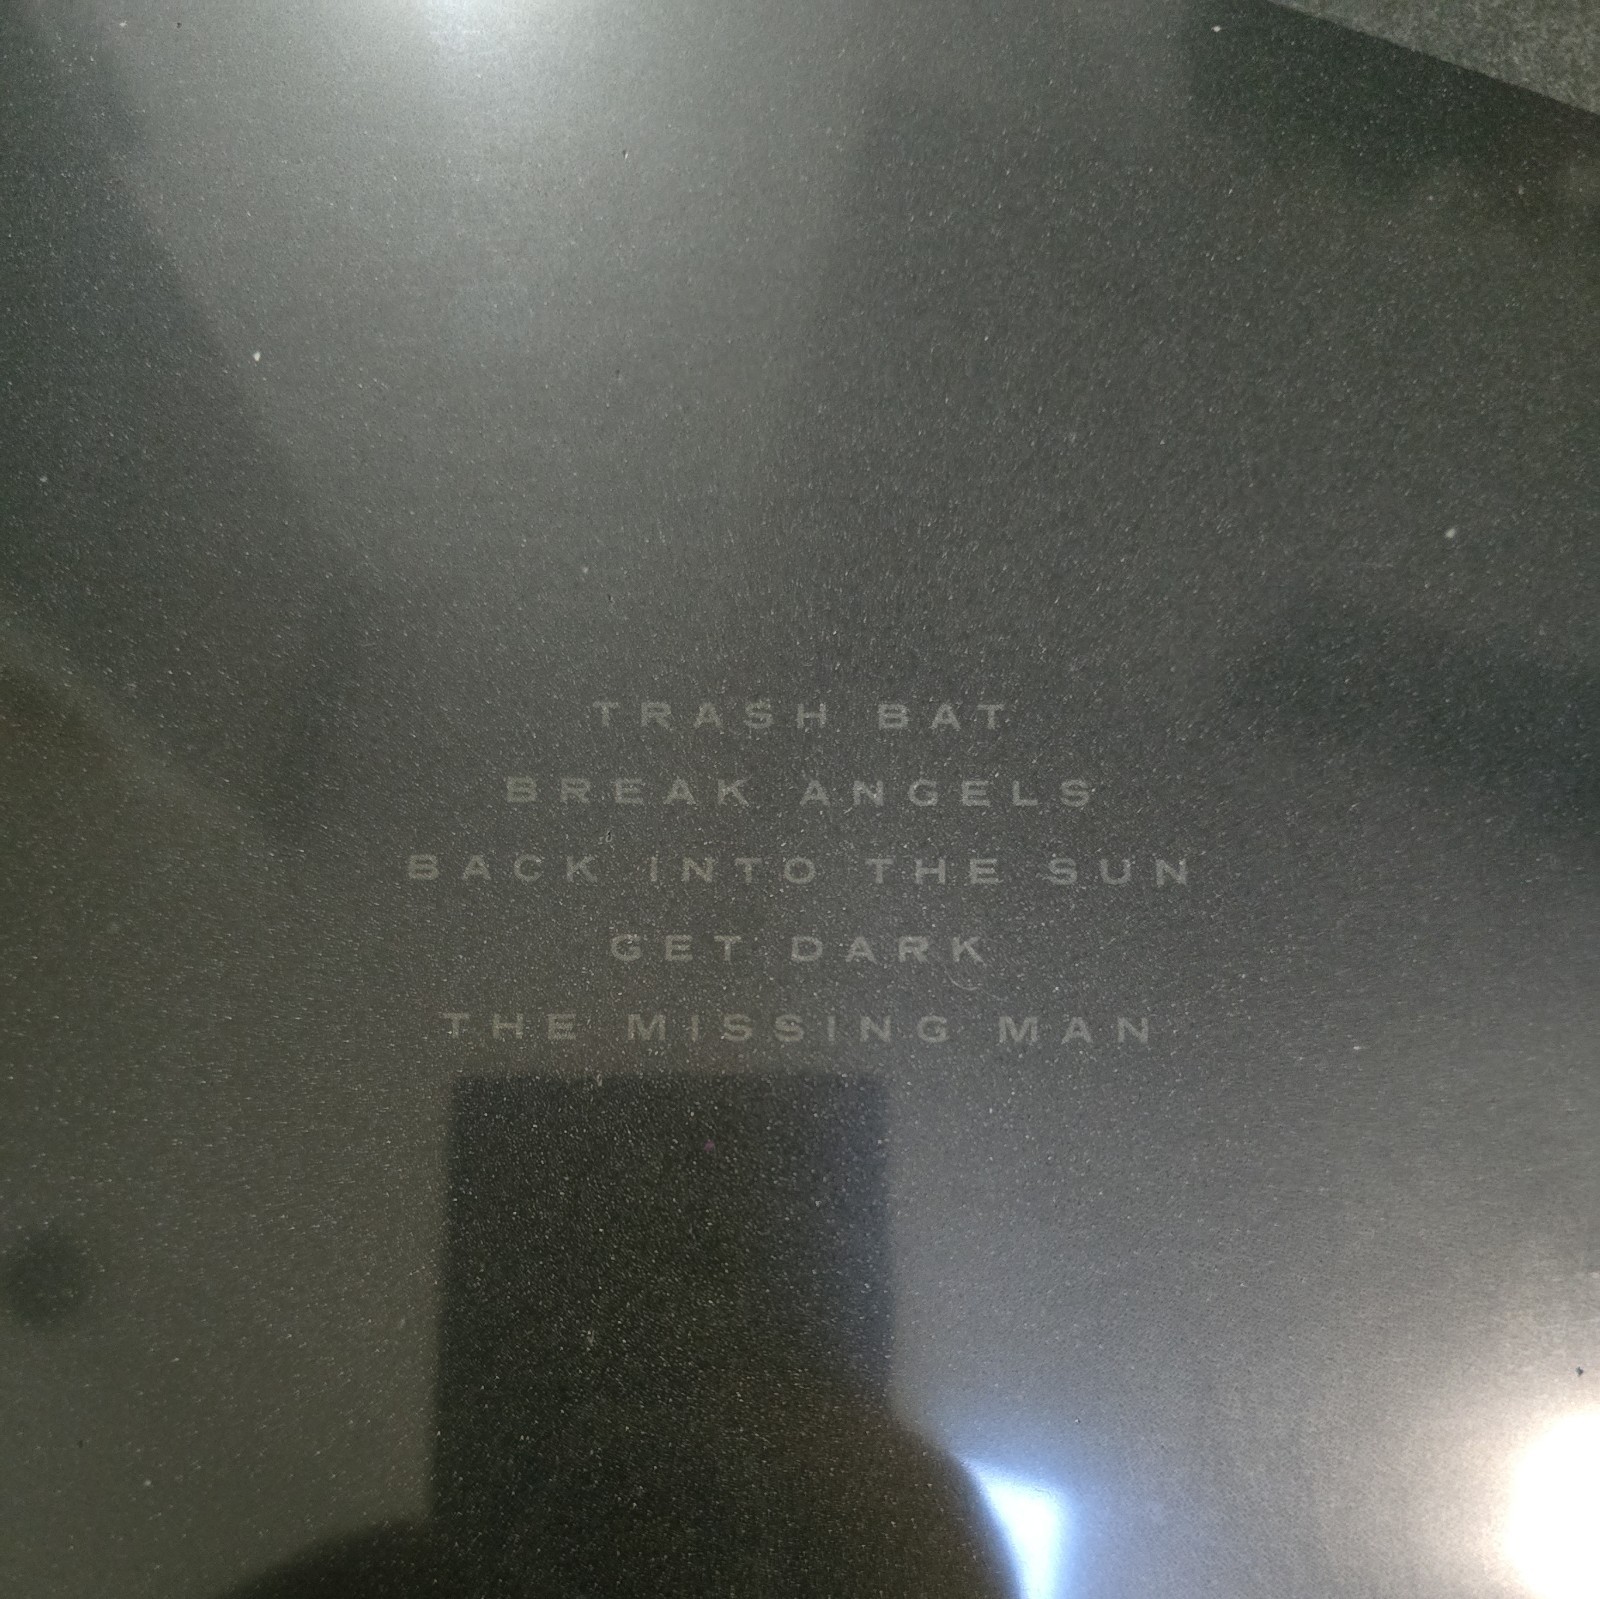 TRASH BAT
BREAK ANGELS
BACK INTO THE SUN
GET DARK
THE MISSING MAN